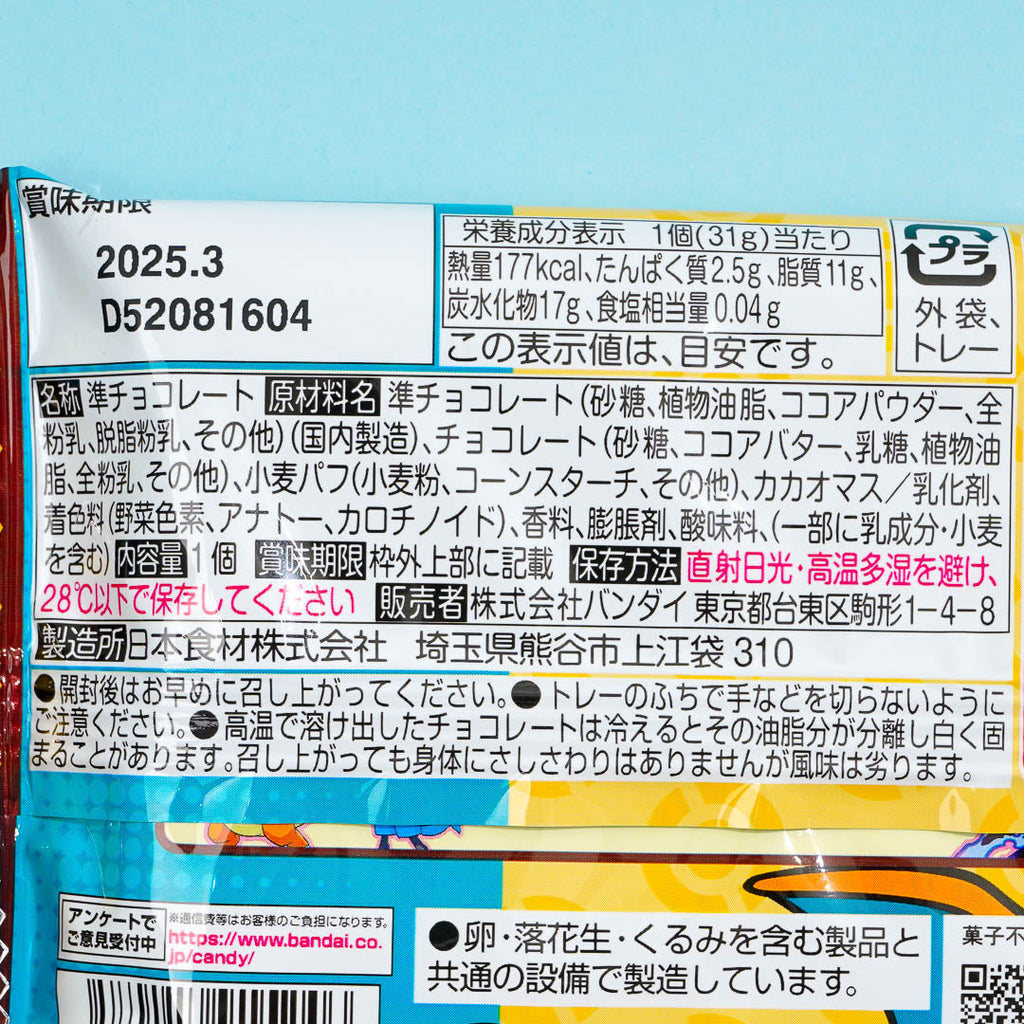 賞味期限
2025.3
D52081604
栄養成分表示 1個(31g)当たり
熱量177kcal、たんぱく質2.5g、脂質11g、
炭水化物17g、食塩相当量0.04g
この表示値は、目安です。
プラ
外袋、
トレー
名称 準チョコレート 原材料名 準チョコレート(砂糖、植物油脂、ココアパウダー、全
粉乳、脱脂粉乳、その他)(国内製造)、チョコレート(砂糖、ココアバター、乳糖、植物油
脂、全粉乳、その他)、小麦パフ(小麦粉、コーンスターチ、その他)、カカオマス/乳化剤、
着色料(野菜色素、アナトー、カロチノイド)、香料、膨脹剤、酸味料、(一部に乳成分・小麦
を含む) 内容量 1個 賞味期限 枠外上部に記載 保存方法 直射日光・高温多湿を避け、
28℃以下で保存してください 販売者 株式会社バンダイ 東京都台東区駒形1-4-8
製造所 日本食材株式会社 埼玉県熊谷市上江袋310
●開封後はお早めに召し上がってください。●トレーのふちで手などを切らないように
ご注意ください。●高温で溶け出したチョコレートは冷えるとその油脂分が分離し白く固
まることがあります。召し上がっても身体にさしさわりはありませんが風味は劣ります。
アンケートで
ご意見受付中
※通信費等はお客様のご負担になります。
https://www.bandai.co.
jp/candy/
●卵・落花生・くるみを含む製品と
共通の設備で製造しています。
菓子不